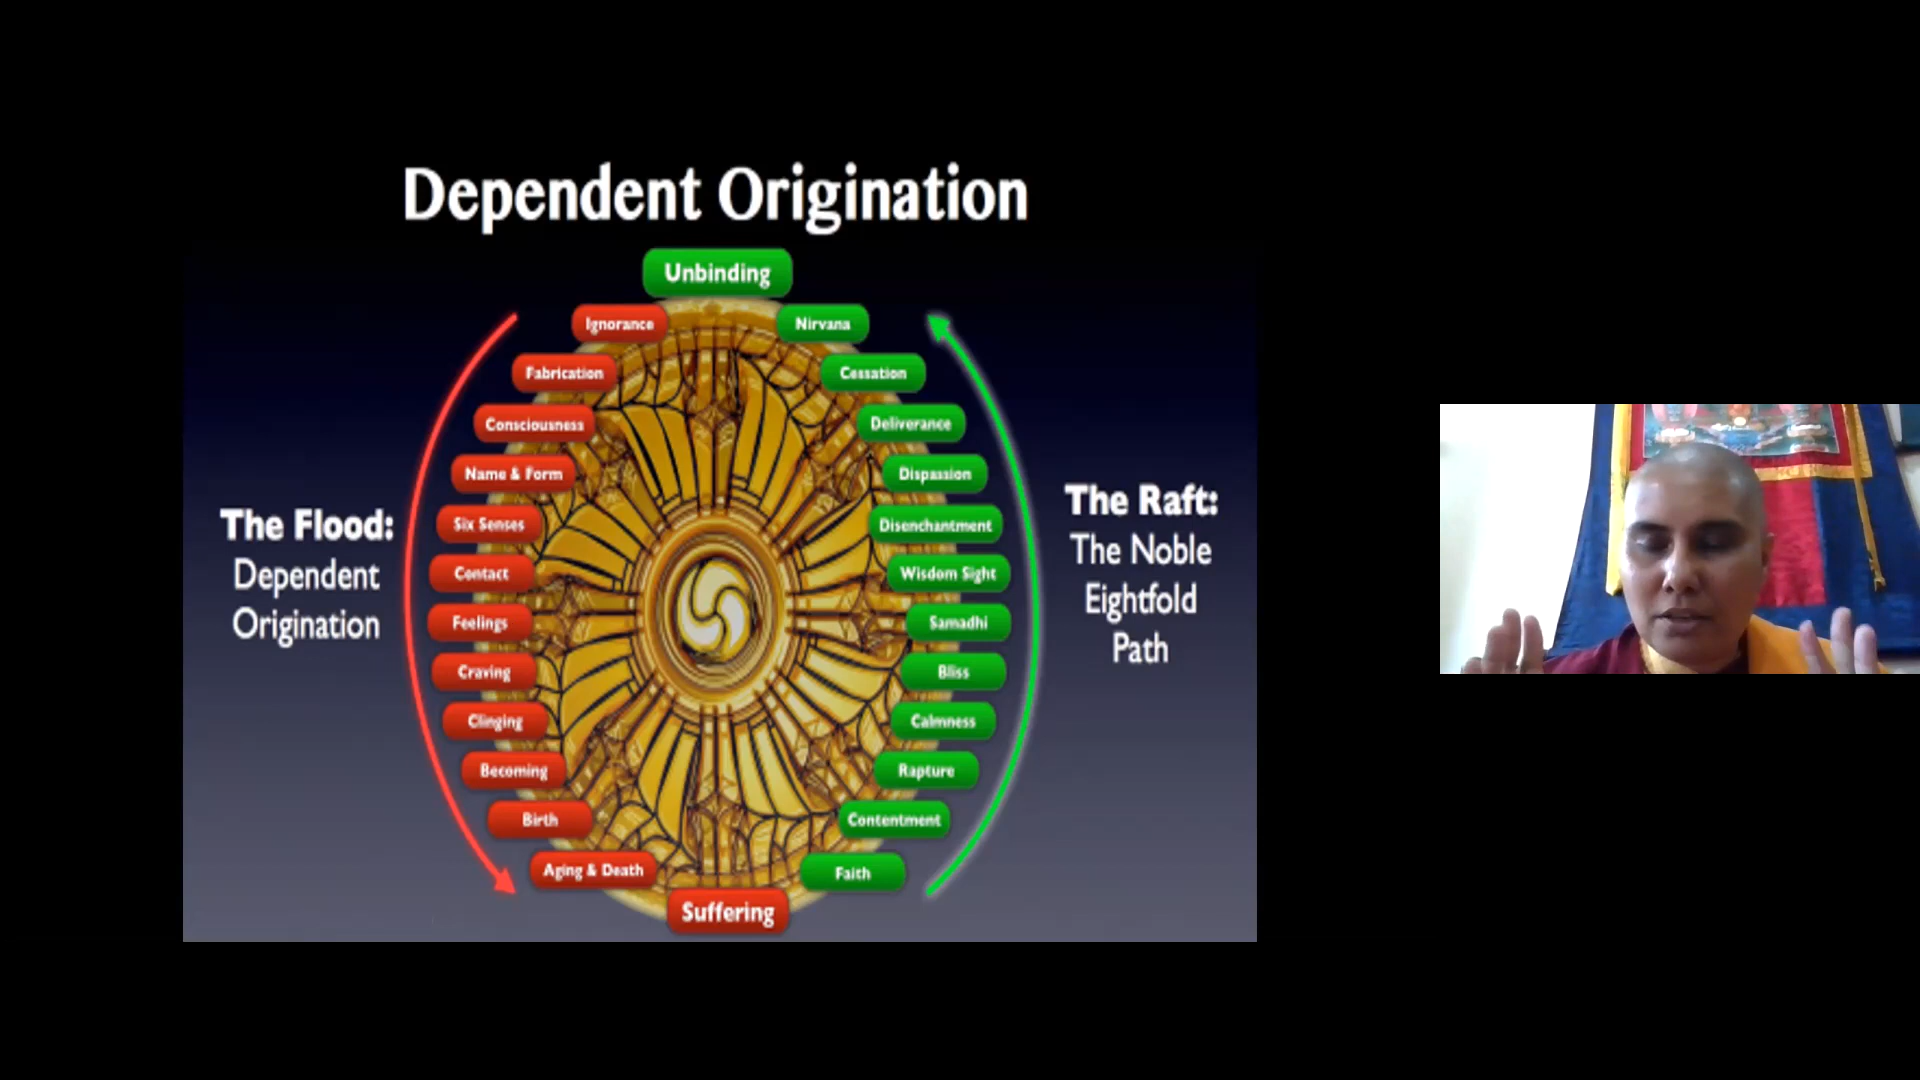 Dependent Origination
Unbinding
Ignorance
Fabrication
Consciousness
Name & Form
Six Senses
Contact
Feelings
Craving
Clinging
Becoming
Birth
Aging & Death
Suffering
Nirvana
Cessation
Deliverance
Dispassion
Disenchantment
Wisdom Sight
Samadhi
Bliss
Calmness
Rapture
Contentment
Faith
The Flood:
Dependent
Origination
The Raft:
The Noble
Eightfold
Path